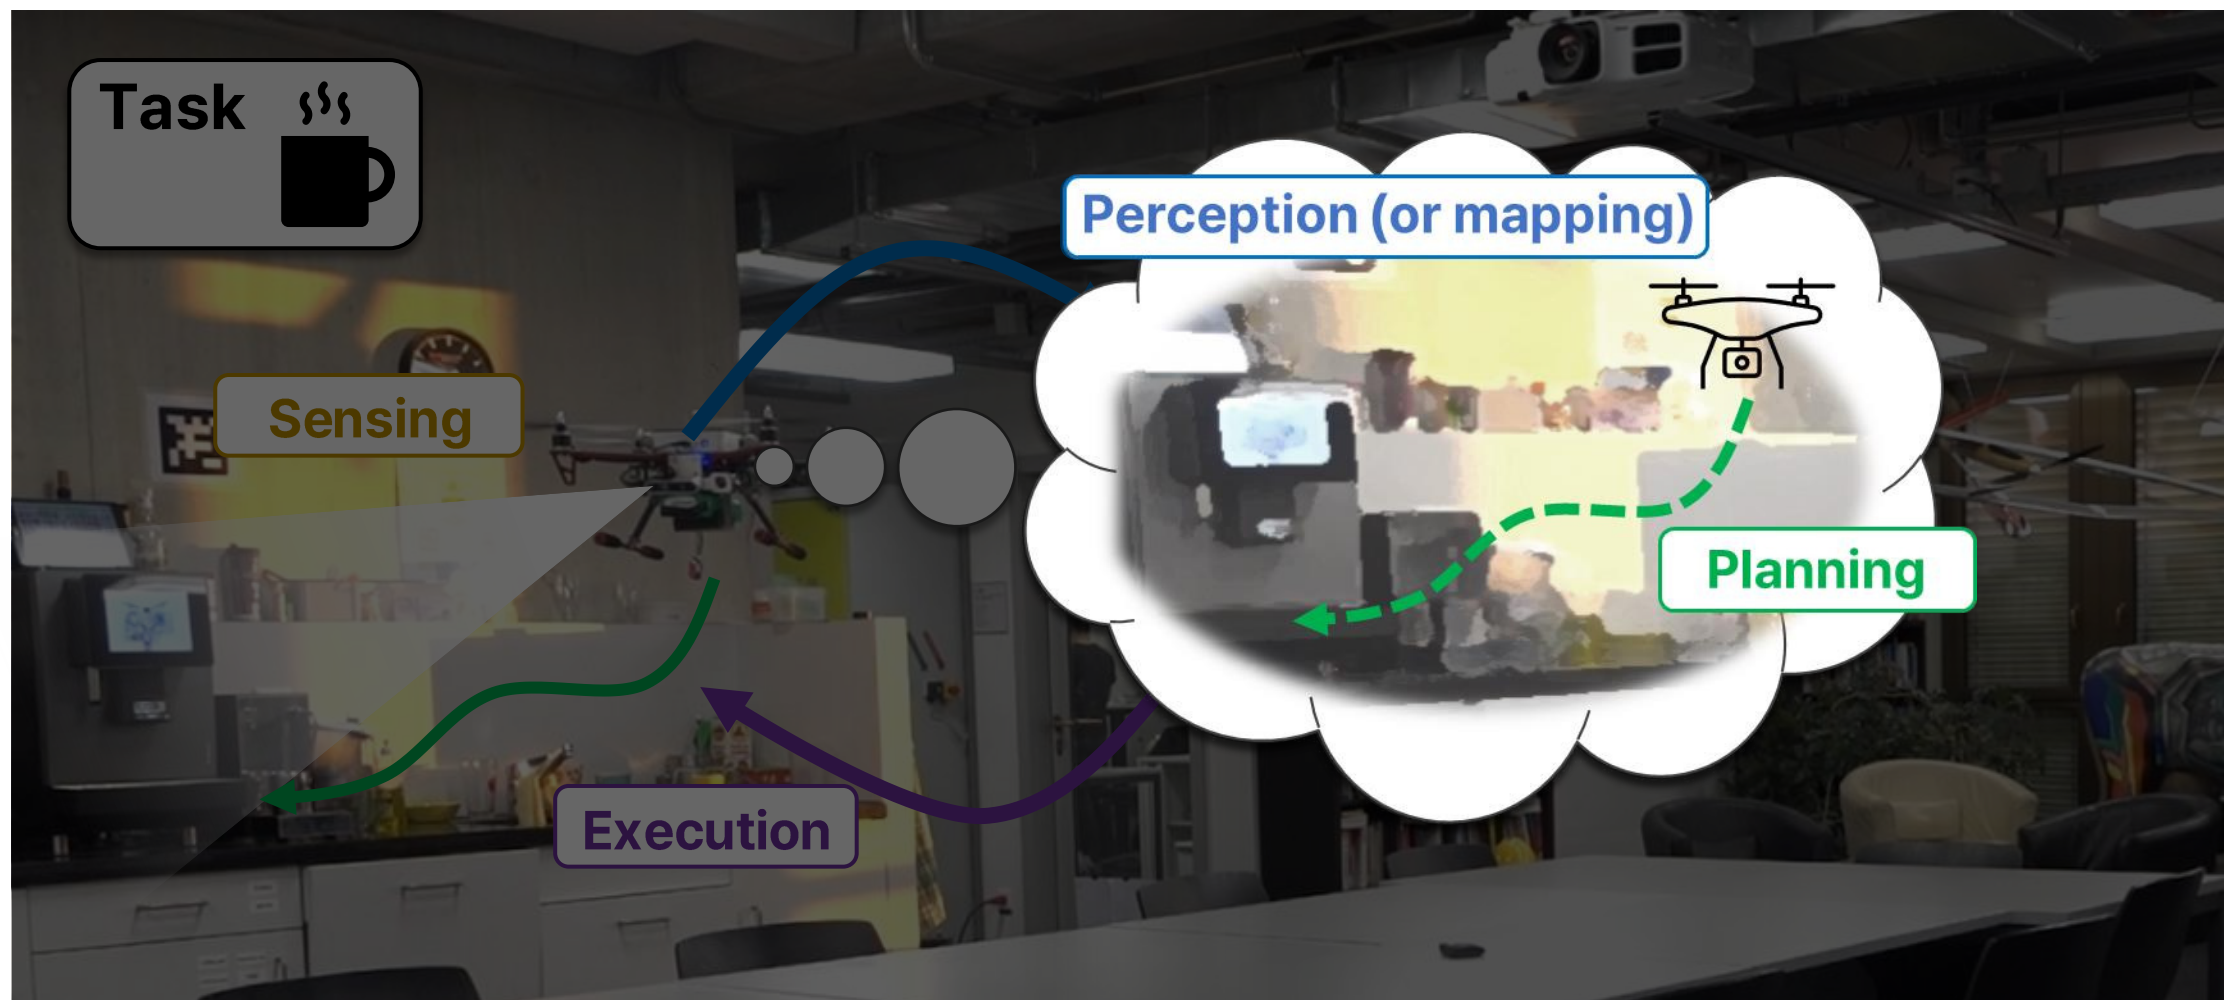 Task
Perception (or mapping)
Sensing
Planning
Execution